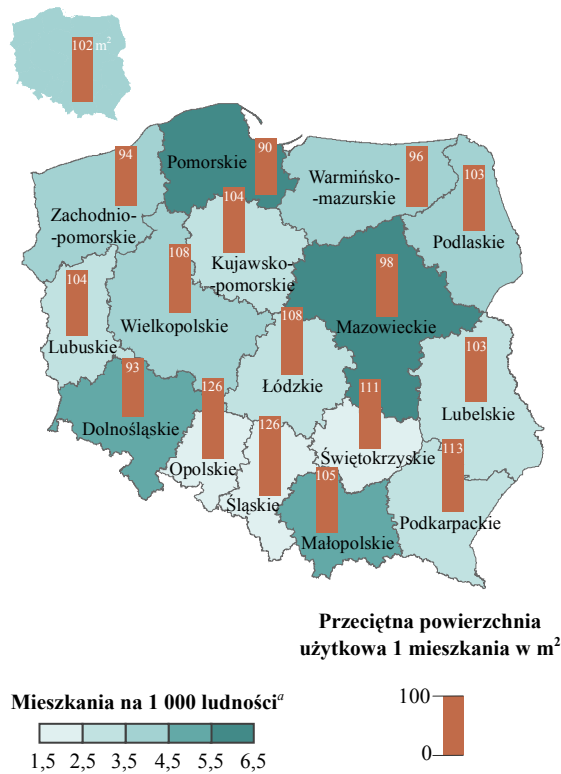 102 m²
94
Pomorskie
90
96
Warmińsko-
-mazurskie
103
Zachodnio-
-pomorskie
104
Podlaskie
108
Kujawsko-
-pomorskie
98
104
Wielkopolskie
108
Mazowieckie
Lubuskie
103
93
126
Łódzkie
111
Lubelskie
Dolnośląskie
126
Opolskie
Świętokrzyskie
113
105
Śląskie
Podkarpackie
Małopolskie
Przeciętna powierzchnia
użytkowa 1 mieszkania w m²
Mieszkania na 1 000 ludnościᵃ
1,5 2,5 3,5 4,5 5,5 6,5
100
0